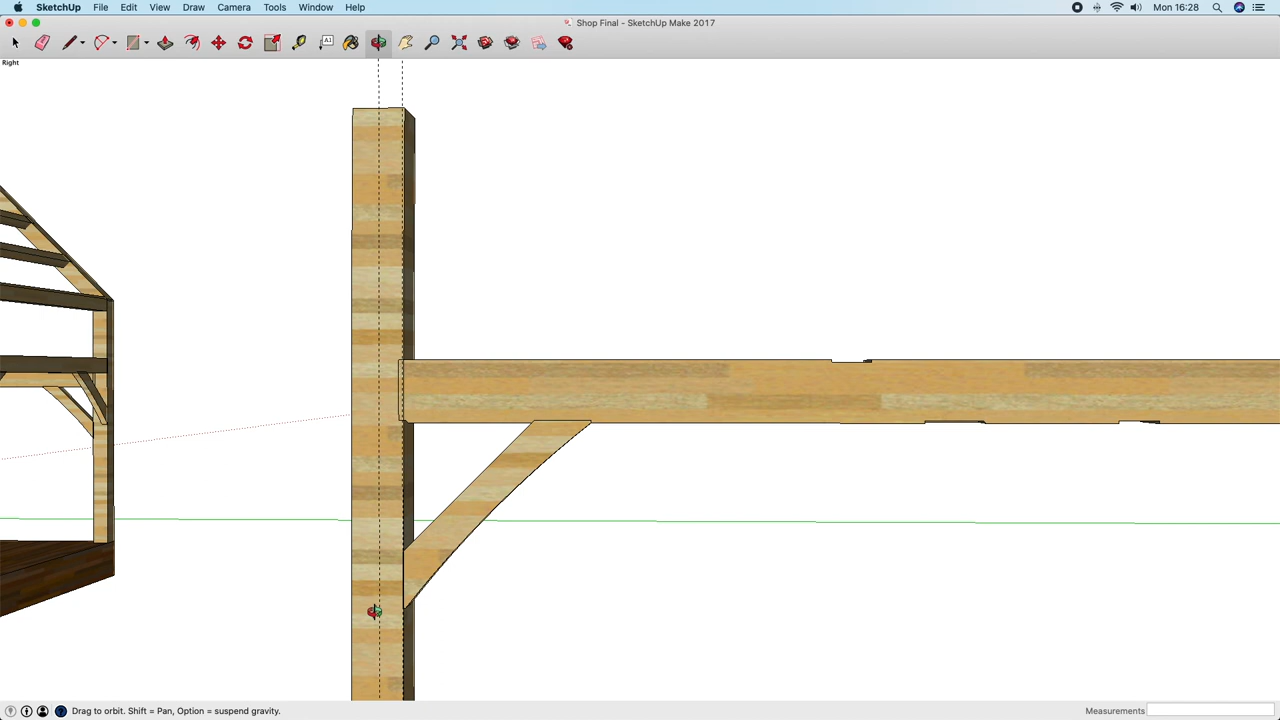 SketchUp File Edit View Draw Camera Tools Window Help Mon 16:28
Shop Final - SketchUp Make 2017
A1
Right
Drag to orbit. Shift = Pan, Option = suspend gravity. Measurements